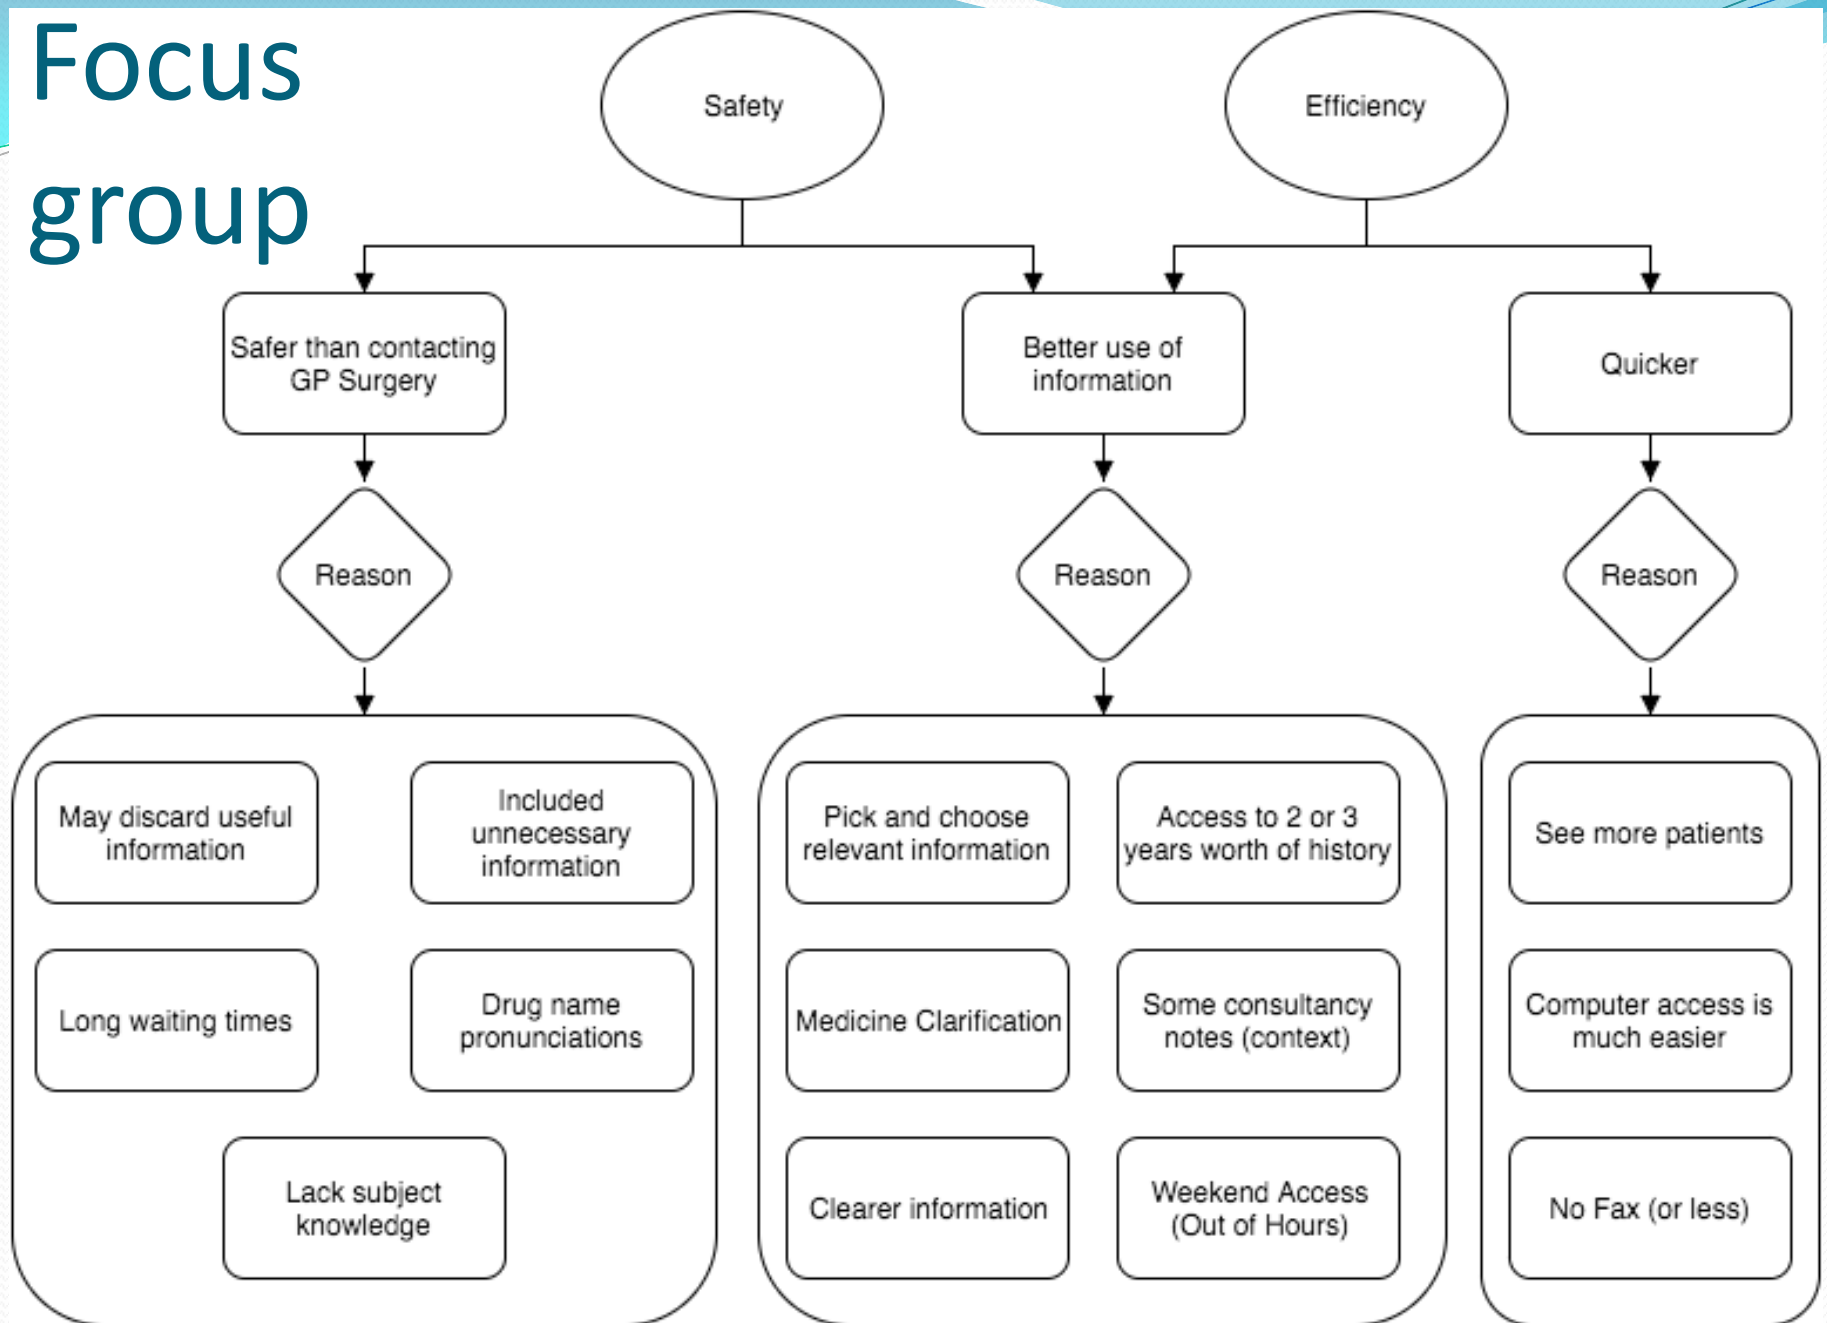 Focus
group
Safety
Efficiency
Safer than contacting
GP Surgery
Better use of
information
Quicker
Reason
Reason
Reason
May discard useful
information
Included
unnecessary
information
Long waiting times
Drug name
pronunciations
Lack subject
knowledge
Pick and choose
relevant information
Access to 2 or 3
years worth of history
Medicine Clarification
Some consultancy
notes (context)
Clearer information
Weekend Access
(Out of Hours)
See more patients
Computer access is
much easier
No Fax (or less)